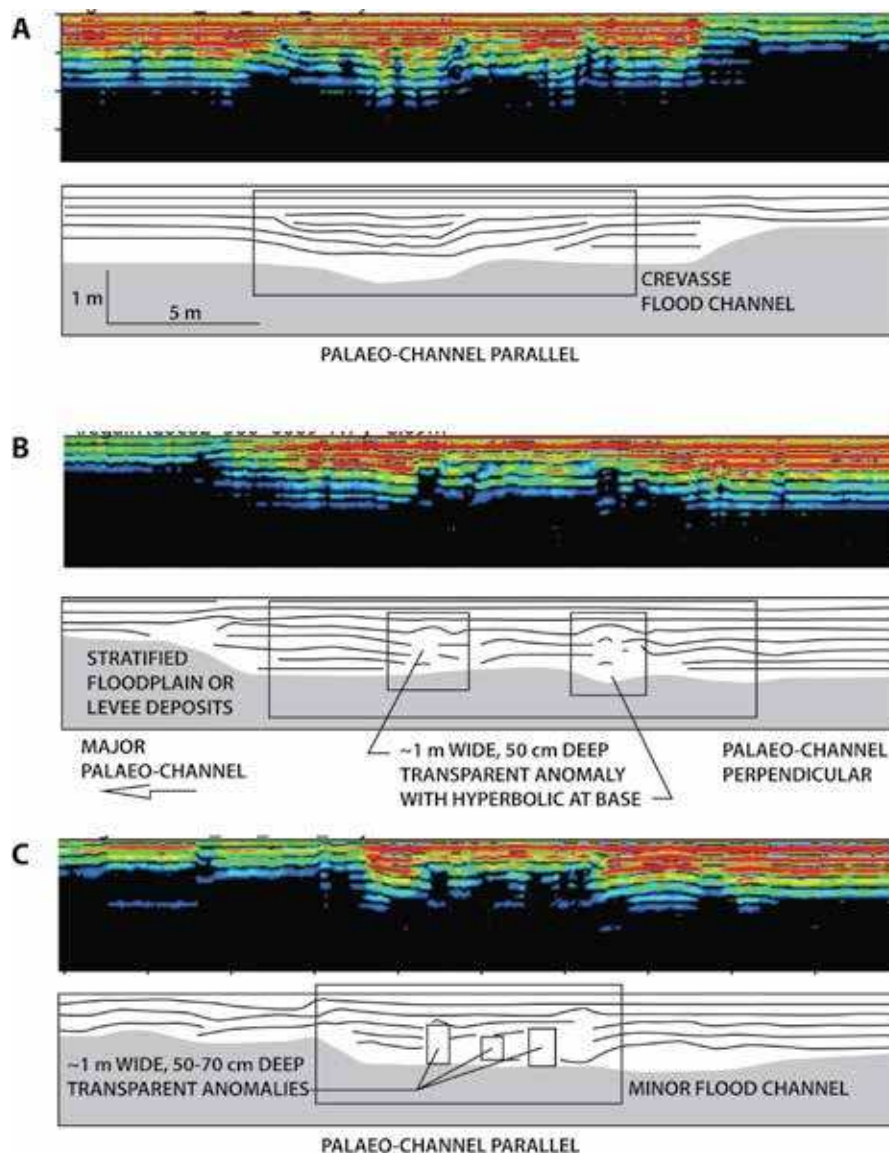 A
1 m
5 m
CREVASSE
FLOOD CHANNEL
PALAEO-CHANNEL PARALLEL
B
STRATIFIED
FLOODPLAIN OR
LEVEE DEPOSITS
MAJOR
PALAEO-CHANNEL
~1 m WIDE, 50 cm DEEP
TRANSPARENT ANOMALY
WITH HYPERBOLIC AT BASE
PALAEO-CHANNEL
PERPENDICULAR
C
~1 m WIDE, 50-70 cm DEEP
TRANSPARENT ANOMALIES
MINOR FLOOD CHANNEL
PALAEO-CHANNEL PARALLEL